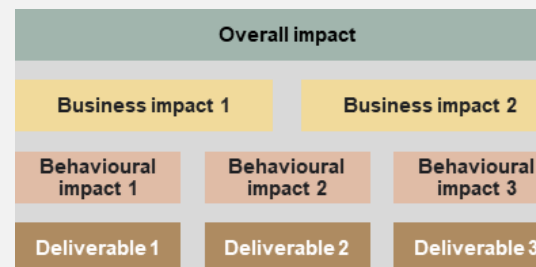 Overall impact
Business impact 1
Business impact 2
Behavioural
impact 1
Behavioural
impact 2
Behavioural
impact 3
Deliverable 1
Deliverable 2
Deliverable 3